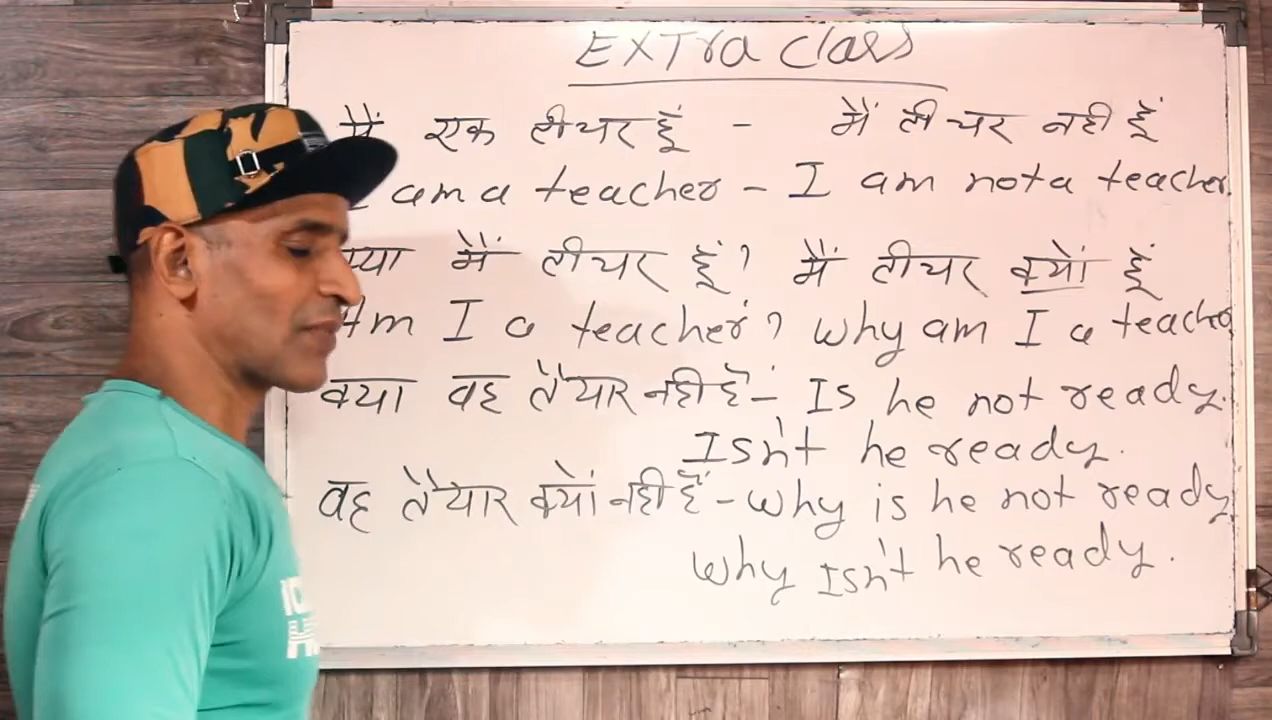 EXTra Class
मैं एक टीचर हूं - मैं टीचर नही हूं
I am a teacher - I am not a teacher.
क्या मैं टीचर हूं? मैं टीचर क्यों हूं
Am I a teacher? why am I a teacher
क्या वह तैयार नही है - Is he not ready.
Isn't he ready.
वह तैयार क्यों नही हैं - why is he not ready
why Isn't he ready.